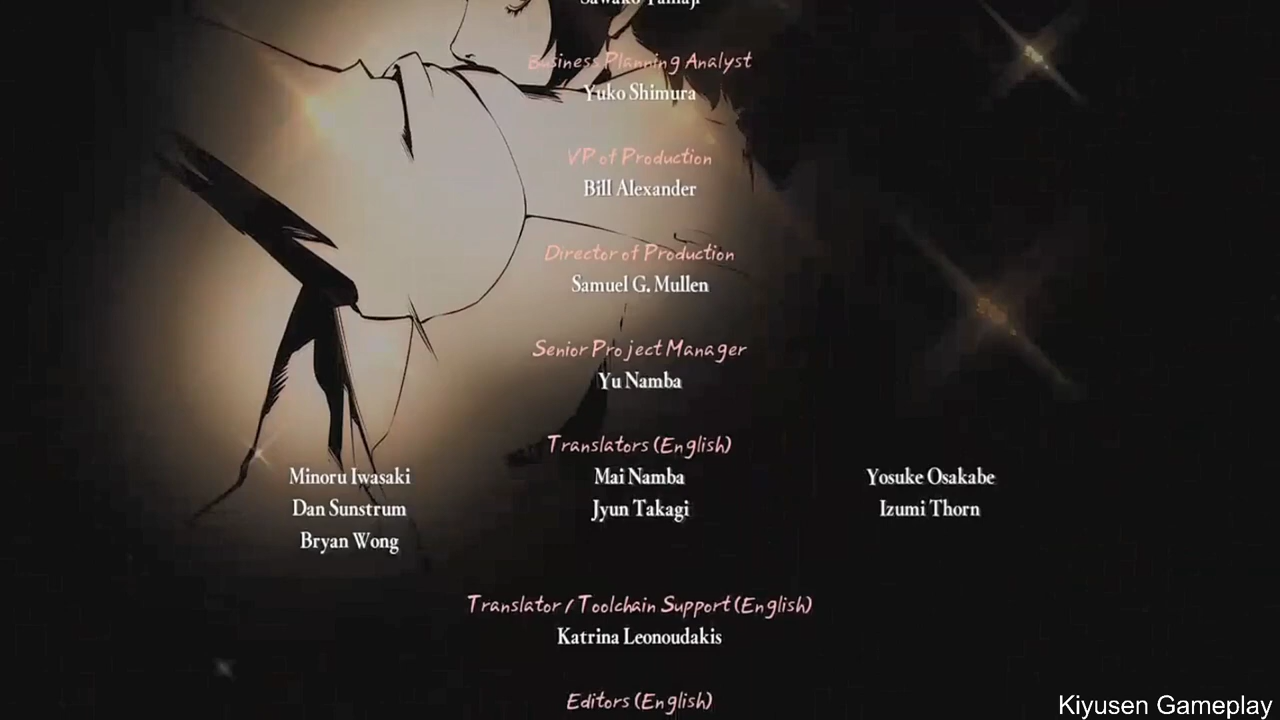 Sawako Yamaji
Business Planning Analyst
Yuko Shimura
VP of Production
Bill Alexander
Director of Production
Samuel G. Mullen
Senior Project Manager
Yu Namba
Translators (English)
Minoru Iwasaki Mai Namba Yosuke Osakabe
Dan Sunstrum Jyun Takagi Izumi Thorn
Bryan Wong
Translator / Toolchain Support (English)
Katrina Leonoudakis
Editors (English)
Kiyusen Gameplay